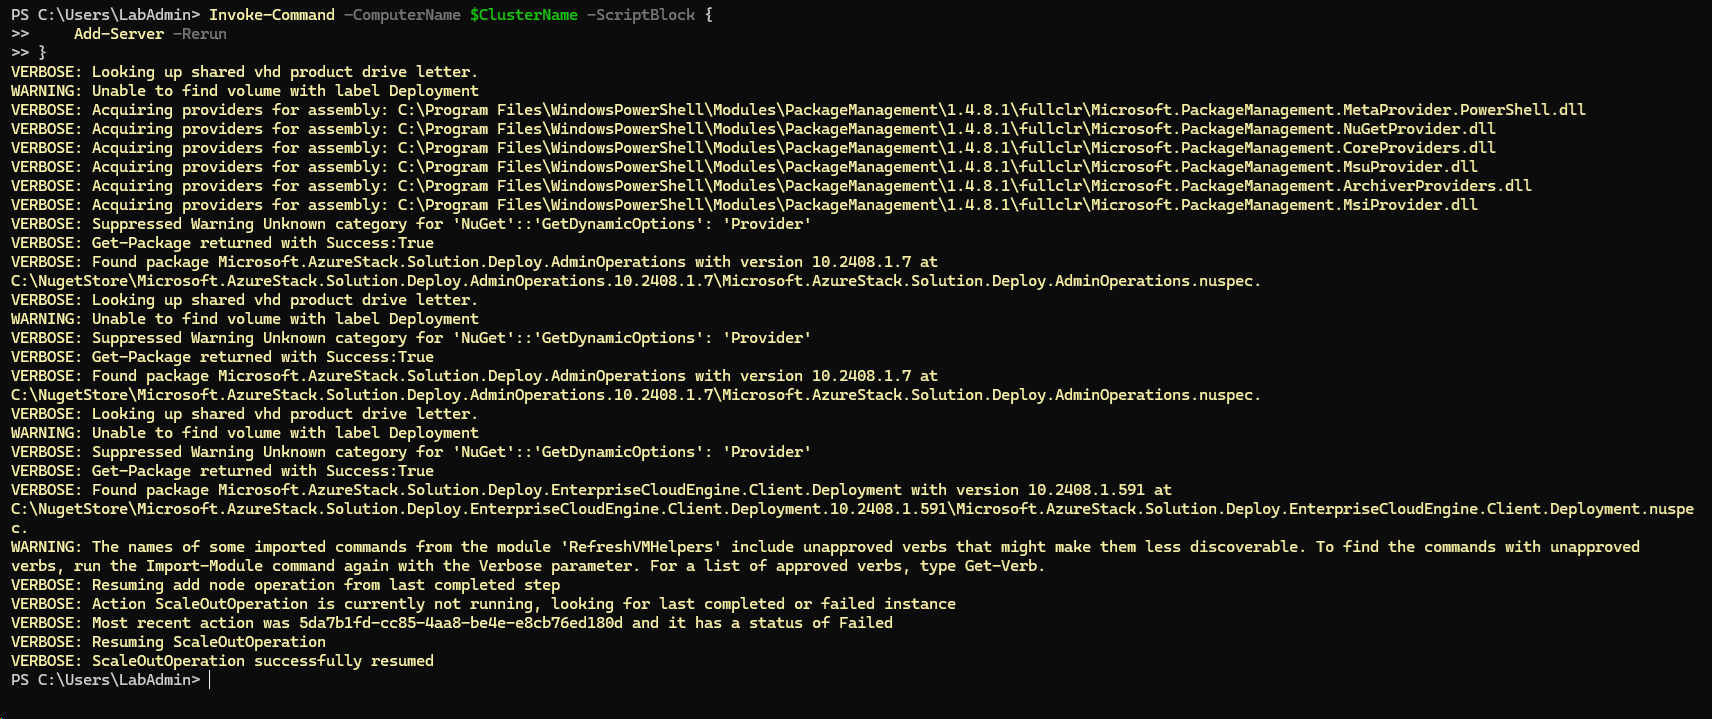 PS C:\Users\LabAdmin> Invoke-Command -ComputerName $ClusterName -ScriptBlock {
>>     Add-Server -Rerun
>> }
VERBOSE: Looking up shared vhd product drive letter.
WARNING: Unable to find volume with label Deployment
VERBOSE: Acquiring providers for assembly: C:\Program Files\WindowsPowerShell\Modules\PackageManagement\1.4.8.1\fullclr\Microsoft.PackageManagement.MetaProvider.PowerShell.dll
VERBOSE: Acquiring providers for assembly: C:\Program Files\WindowsPowerShell\Modules\PackageManagement\1.4.8.1\fullclr\Microsoft.PackageManagement.NuGetProvider.dll
VERBOSE: Acquiring providers for assembly: C:\Program Files\WindowsPowerShell\Modules\PackageManagement\1.4.8.1\fullclr\Microsoft.PackageManagement.CoreProviders.dll
VERBOSE: Acquiring providers for assembly: C:\Program Files\WindowsPowerShell\Modules\PackageManagement\1.4.8.1\fullclr\Microsoft.PackageManagement.MsuProvider.dll
VERBOSE: Acquiring providers for assembly: C:\Program Files\WindowsPowerShell\Modules\PackageManagement\1.4.8.1\fullclr\Microsoft.PackageManagement.ArchiverProviders.dll
VERBOSE: Acquiring providers for assembly: C:\Program Files\WindowsPowerShell\Modules\PackageManagement\1.4.8.1\fullclr\Microsoft.PackageManagement.MsiProvider.dll
VERBOSE: Suppressed Warning Unknown category for 'NuGet'::'GetDynamicOptions': 'Provider'
VERBOSE: Get-Package returned with Success:True
VERBOSE: Found package Microsoft.AzureStack.Solution.Deploy.AdminOperations with version 10.2408.1.7 at
C:\NugetStore\Microsoft.AzureStack.Solution.Deploy.AdminOperations.10.2408.1.7\Microsoft.AzureStack.Solution.Deploy.AdminOperations.nuspec.
VERBOSE: Looking up shared vhd product drive letter.
WARNING: Unable to find volume with label Deployment
VERBOSE: Suppressed Warning Unknown category for 'NuGet'::'GetDynamicOptions': 'Provider'
VERBOSE: Get-Package returned with Success:True
VERBOSE: Found package Microsoft.AzureStack.Solution.Deploy.AdminOperations with version 10.2408.1.7 at
C:\NugetStore\Microsoft.AzureStack.Solution.Deploy.AdminOperations.10.2408.1.7\Microsoft.AzureStack.Solution.Deploy.AdminOperations.nuspec.
VERBOSE: Looking up shared vhd product drive letter.
WARNING: Unable to find volume with label Deployment
VERBOSE: Suppressed Warning Unknown category for 'NuGet'::'GetDynamicOptions': 'Provider'
VERBOSE: Get-Package returned with Success:True
VERBOSE: Found package Microsoft.AzureStack.Solution.Deploy.EnterpriseCloudEngine.Client.Deployment with version 10.2408.1.591 at
C:\NugetStore\Microsoft.AzureStack.Solution.Deploy.EnterpriseCloudEngine.Client.Deployment.10.2408.1.591\Microsoft.AzureStack.Solution.Deploy.EnterpriseCloudEngine.Client.Deployment.nuspe
c.
WARNING: The names of some imported commands from the module 'RefreshVMHelpers' include unapproved verbs that might make them less discoverable. To find the commands with unapproved
verbs, run the Import-Module command again with the Verbose parameter. For a list of approved verbs, type Get-Verb.
VERBOSE: Resuming add node operation from last completed step
VERBOSE: Action ScaleOutOperation is currently not running, looking for last completed or failed instance
VERBOSE: Most recent action was 5da7b1fd-cc85-4aa8-be4e-e8cb76ed180d and it has a status of Failed
VERBOSE: Resuming ScaleOutOperation
VERBOSE: ScaleOutOperation successfully resumed
PS C:\Users\LabAdmin>